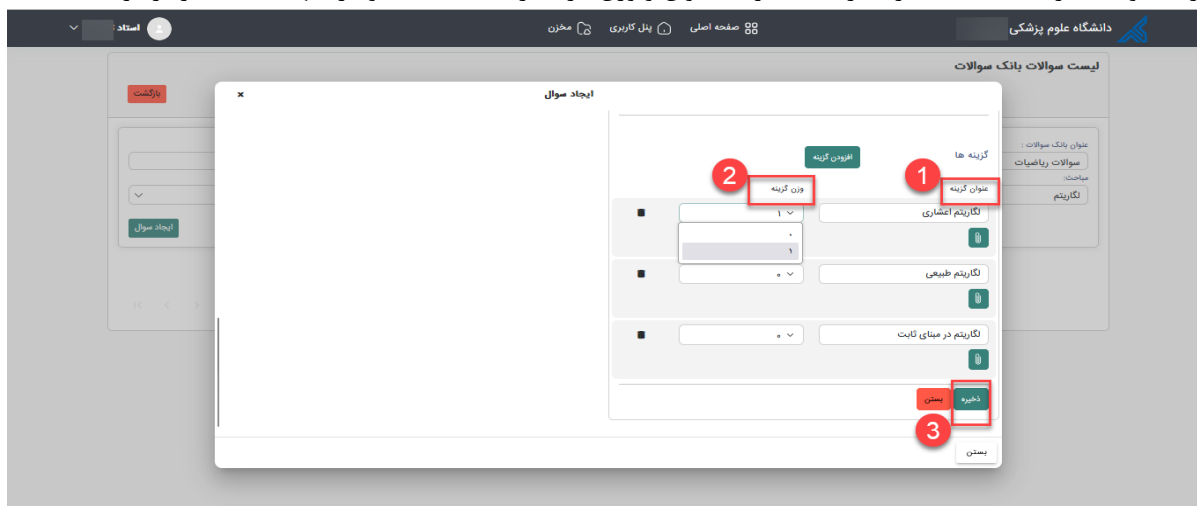 دانشگاه علوم پزشکی
صفحه اصلی
پنل کاربری
مخزن
استاد
لیست سوالات بانک سوالات
بازگشت
ایجاد سوال
×
عنوان بانک سوالات :
سوالات ریاضیات
مباحث:
لگاریتم
ایجاد سوال
گزینه ها
افزودن گزینه
1
2
عنوان گزینه
وزن گزینه
لگاریتم اعشاری
۱
۰
۱
لگاریتم طبیعی
۰
لگاریتم در مبنای ثابت
۰
ذخیره
بستن
3
بستن